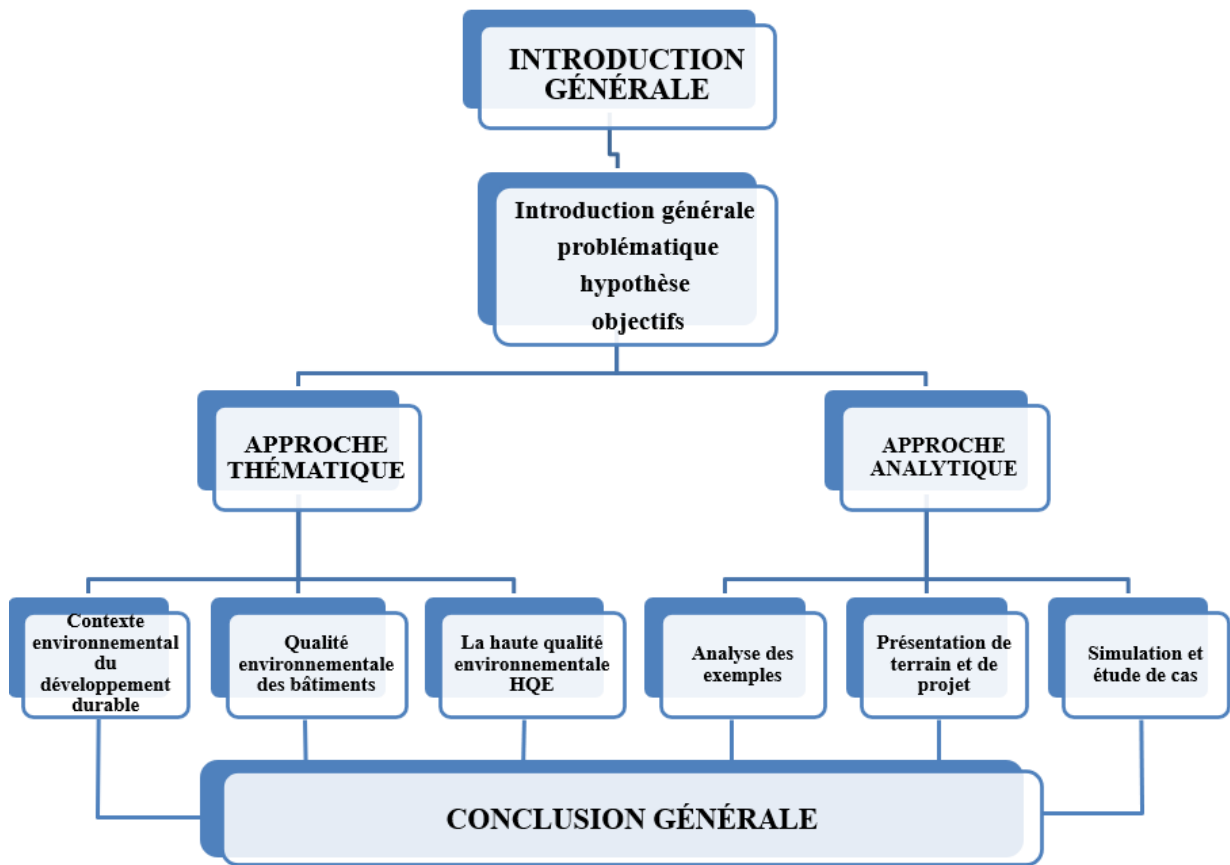 INTRODUCTION
GÉNÉRALE
Introduction générale
problématique
hypothèse
objectifs
APPROCHE
THÉMATIQUE
APPROCHE
ANALYTIQUE
Contexte
environnemental
du
développement
durable
Qualité
environnementale
des bâtiments
La haute qualité
environnementale
HQE
Analyse des
exemples
Présentation de
terrain et de
projet
Simulation et
étude de cas
CONCLUSION GÉNÉRALE